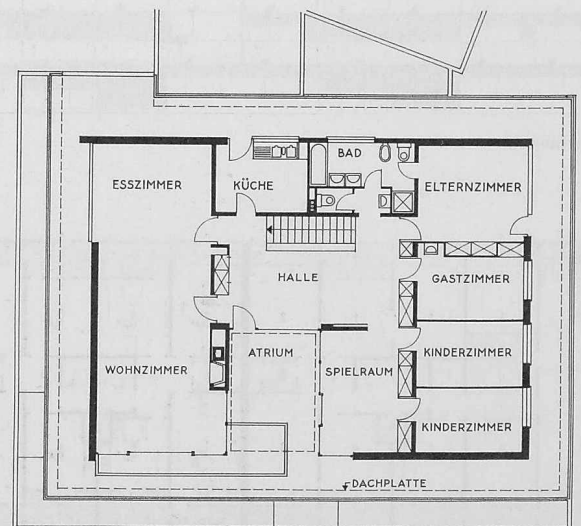 BAD
ESSZIMMER
KÜCHE
ELTERNZIMMER
HALLE
GASTZIMMER
WOHNZIMMER
ATRIUM
SPIELRAUM
KINDERZIMMER
KINDERZIMMER
DACHPLATTE